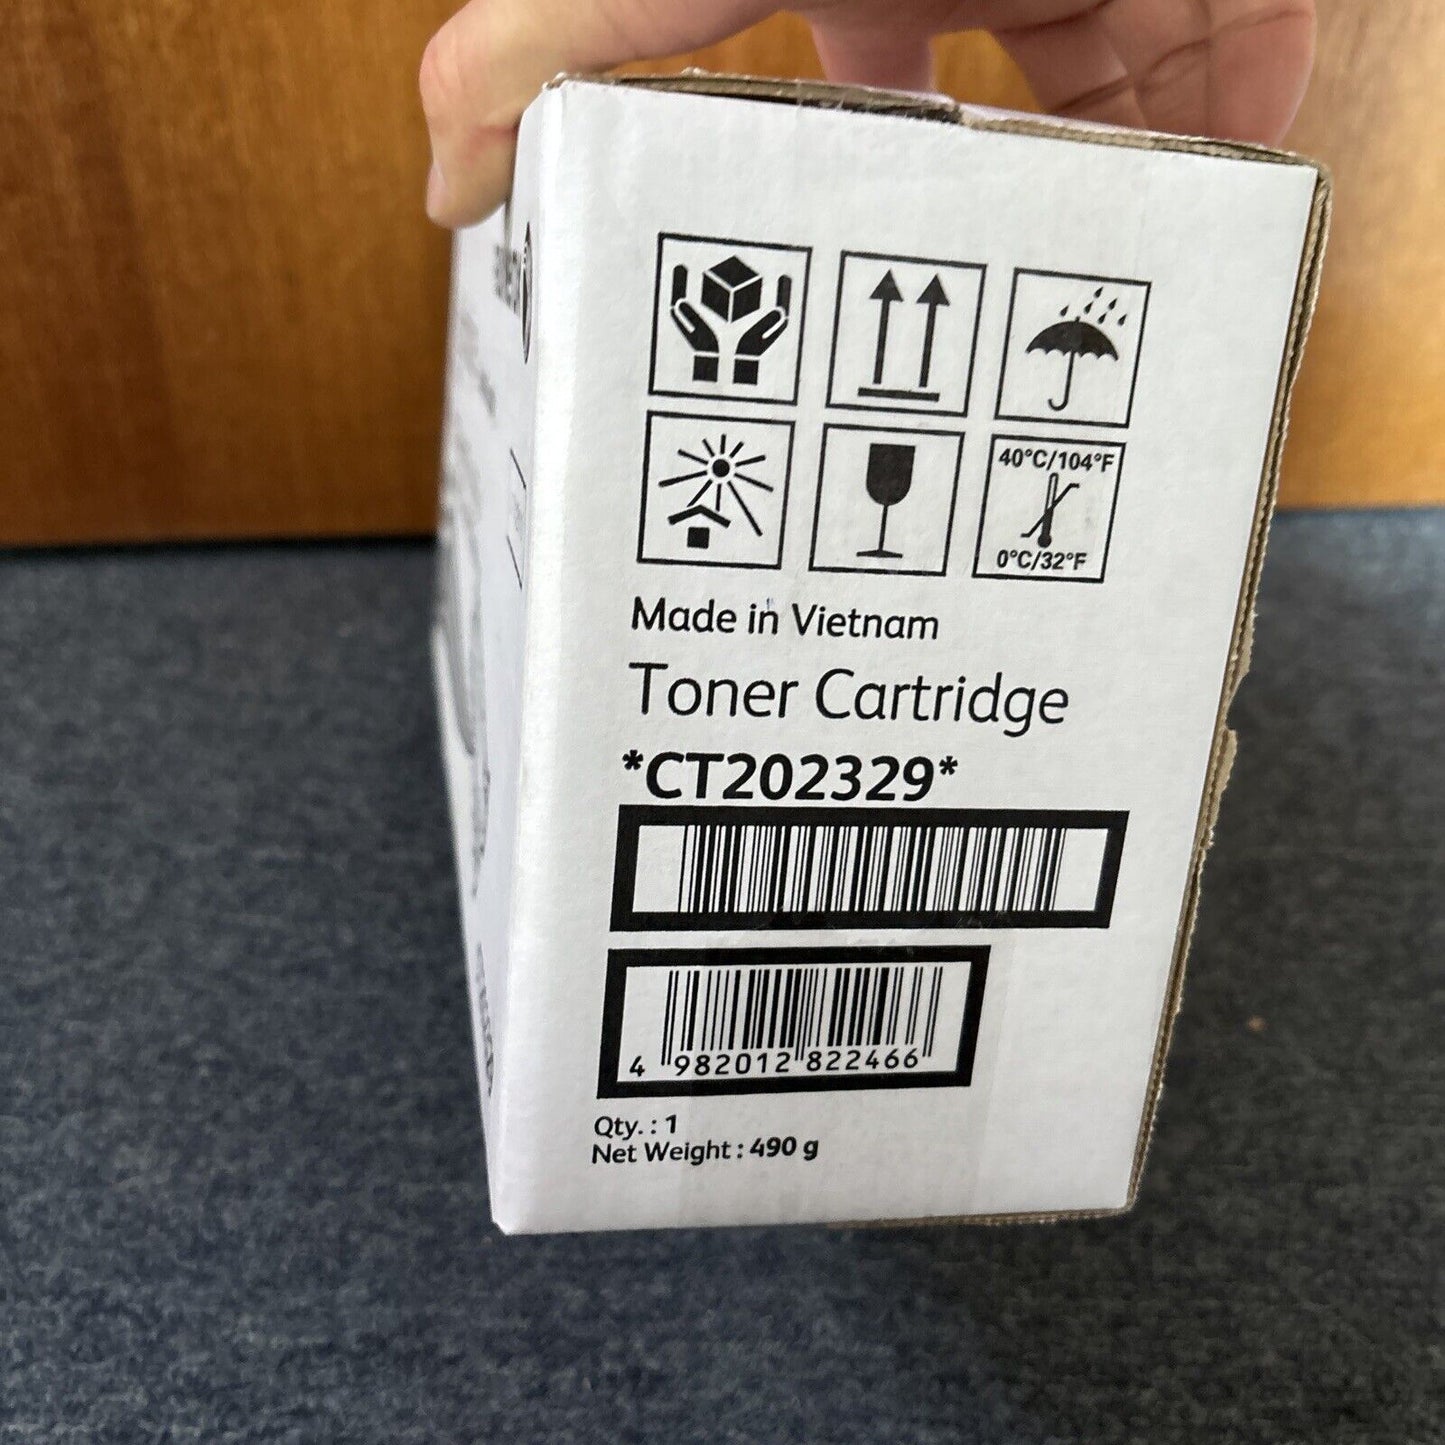 40°C/104°F
0°C/32°F
Made in Vietnam
Toner Cartridge
*CT202329*
4 982012 822466
Qty. : 1
Net Weight : 490 g